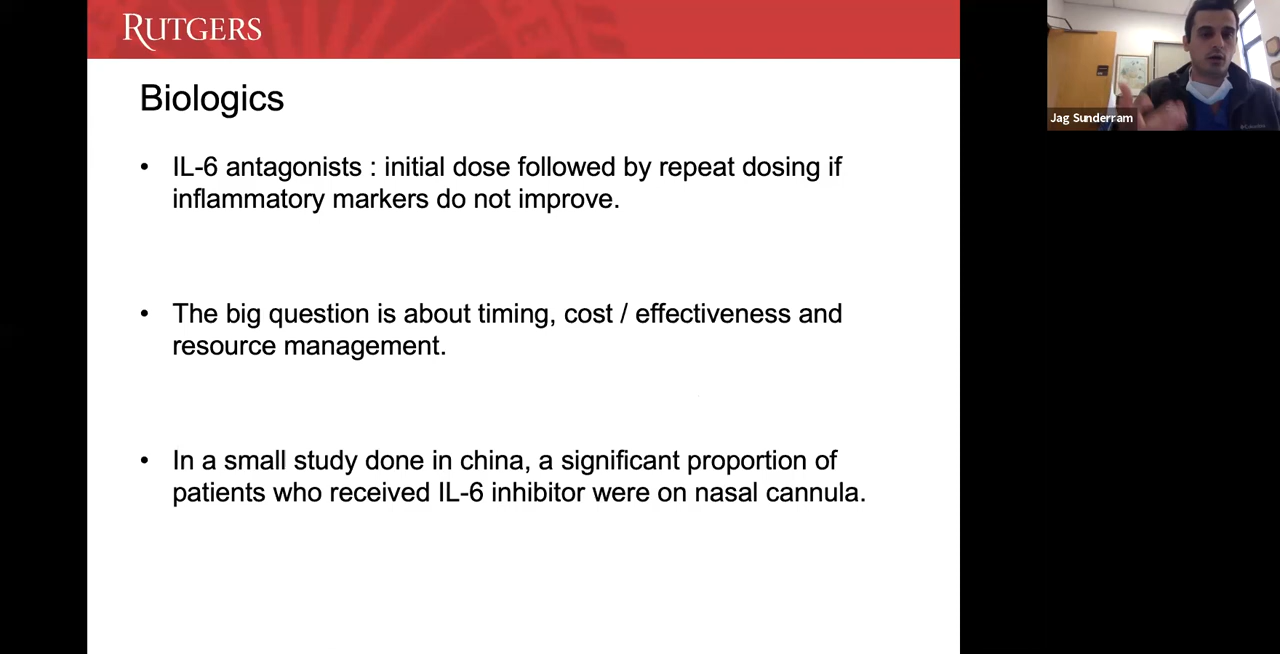 RUTGERS
Jag Sunderram
Biologics
• IL-6 antagonists : initial dose followed by repeat dosing if
inflammatory markers do not improve.
• The big question is about timing, cost / effectiveness and
resource management.
• In a small study done in china, a significant proportion of
patients who received IL-6 inhibitor were on nasal cannula.